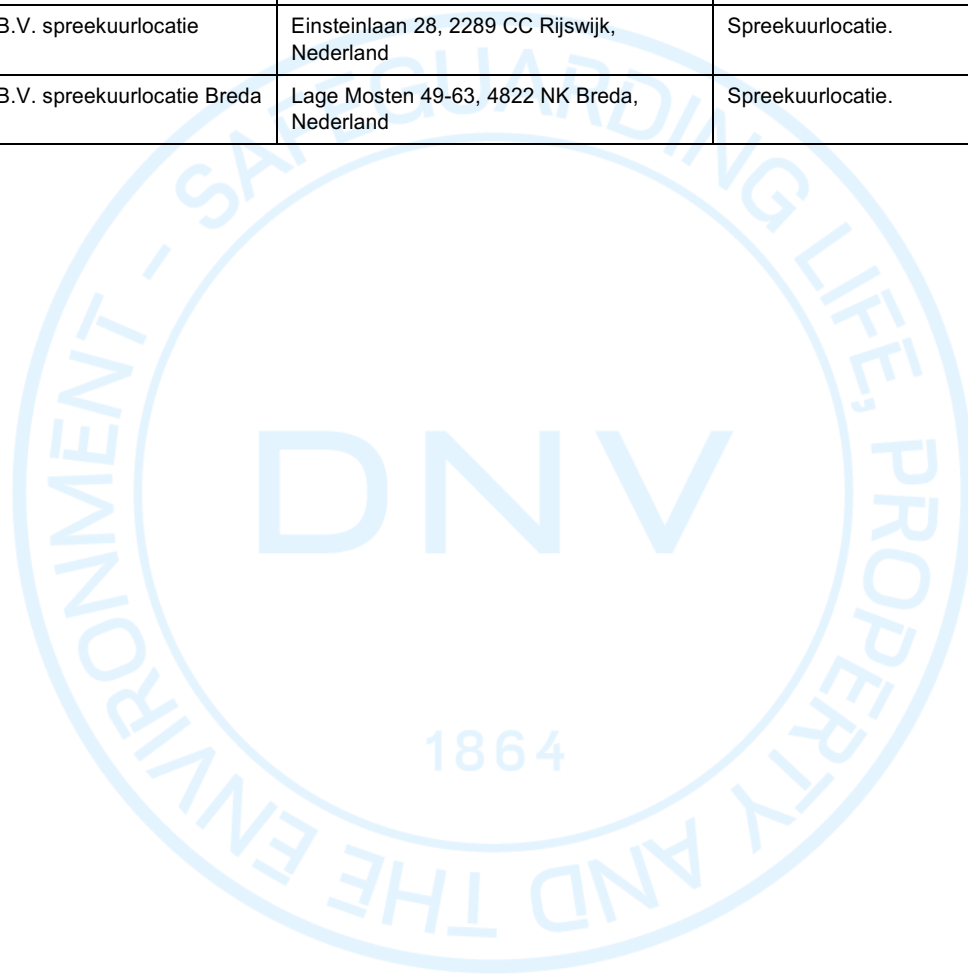 B.V. spreekuurlocatie
Einsteinlaan 28, 2289 CC Rijswijk,
Nederland
Spreekuurlocatie.
B.V. spreekuurlocatie Breda
Lage Mosten 49-63, 4822 NK Breda,
Nederland
Spreekuurlocatie.
SAFEGUARDING LIFE, PROPERTY AND THE ENVIRONMENT -
DNV
1864